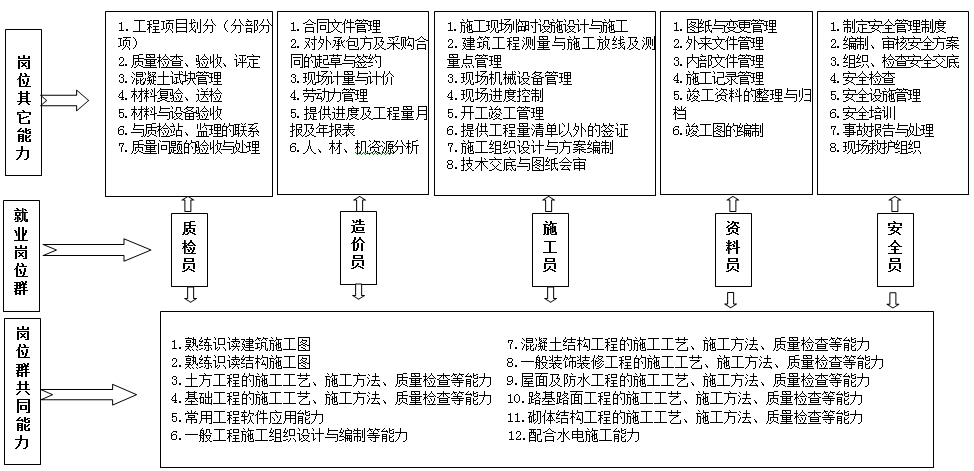 岗位其它能力
1.工程项目划分（分部分
项）
2.质量检查、验收、评定
3.混凝土试块管理
4.材料复验、送检
5.材料与设备验收
6.与质检站、监理的联系
7.质量问题的验收与处理
1.合同文件管理
2.对外承包方及采购合
同的起草与签约
3.现场计量与计价
4.劳动力管理
5.提供进度及工程量月
报及年报表
6.人、材、机资源分析
1.施工现场临时设施设计与施工
2.建筑工程测量与施工放线及测
量点管理
3.现场机械设备管理
4.现场进度控制
5.开工竣工管理
6.提供工程量清单以外的签证
7.施工组织设计与方案编制
8.技术交底与图纸会审
1.图纸与变更管理
2.外来文件管理
3.内部文件管理
4.施工记录管理
5.竣工资料的整理与归
档
6.竣工图的编制
1.制定安全管理制度
2.编制、审核安全方案
3.组织、检查安全交底
4.安全检查
5.安全设施管理
6.安全培训
7.事故报告与处理
8.现场救护组织
就业岗位群
质检员
造价员
施工员
资料员
安全员
岗位群共同能力
1.熟练识读建筑施工图
2.熟练识读结构施工图
3.土方工程的施工工艺、施工方法、质量检查等能力
4.基础工程的施工工艺、施工方法、质量检查等能力
5.常用工程软件应用能力
6.一般工程施工组织设计与编制等能力
7.混凝土结构工程的施工工艺、施工方法、质量检查等能力
8.一般装饰装修工程的施工工艺、施工方法、质量检查等能力
9.屋面及防水工程的施工工艺、施工方法、质量检查等能力
10.路基路面工程的施工工艺、施工方法、质量检查等能力
11.砌体结构工程的施工工艺、施工方法、质量检查等能力
12.配合水电施工能力